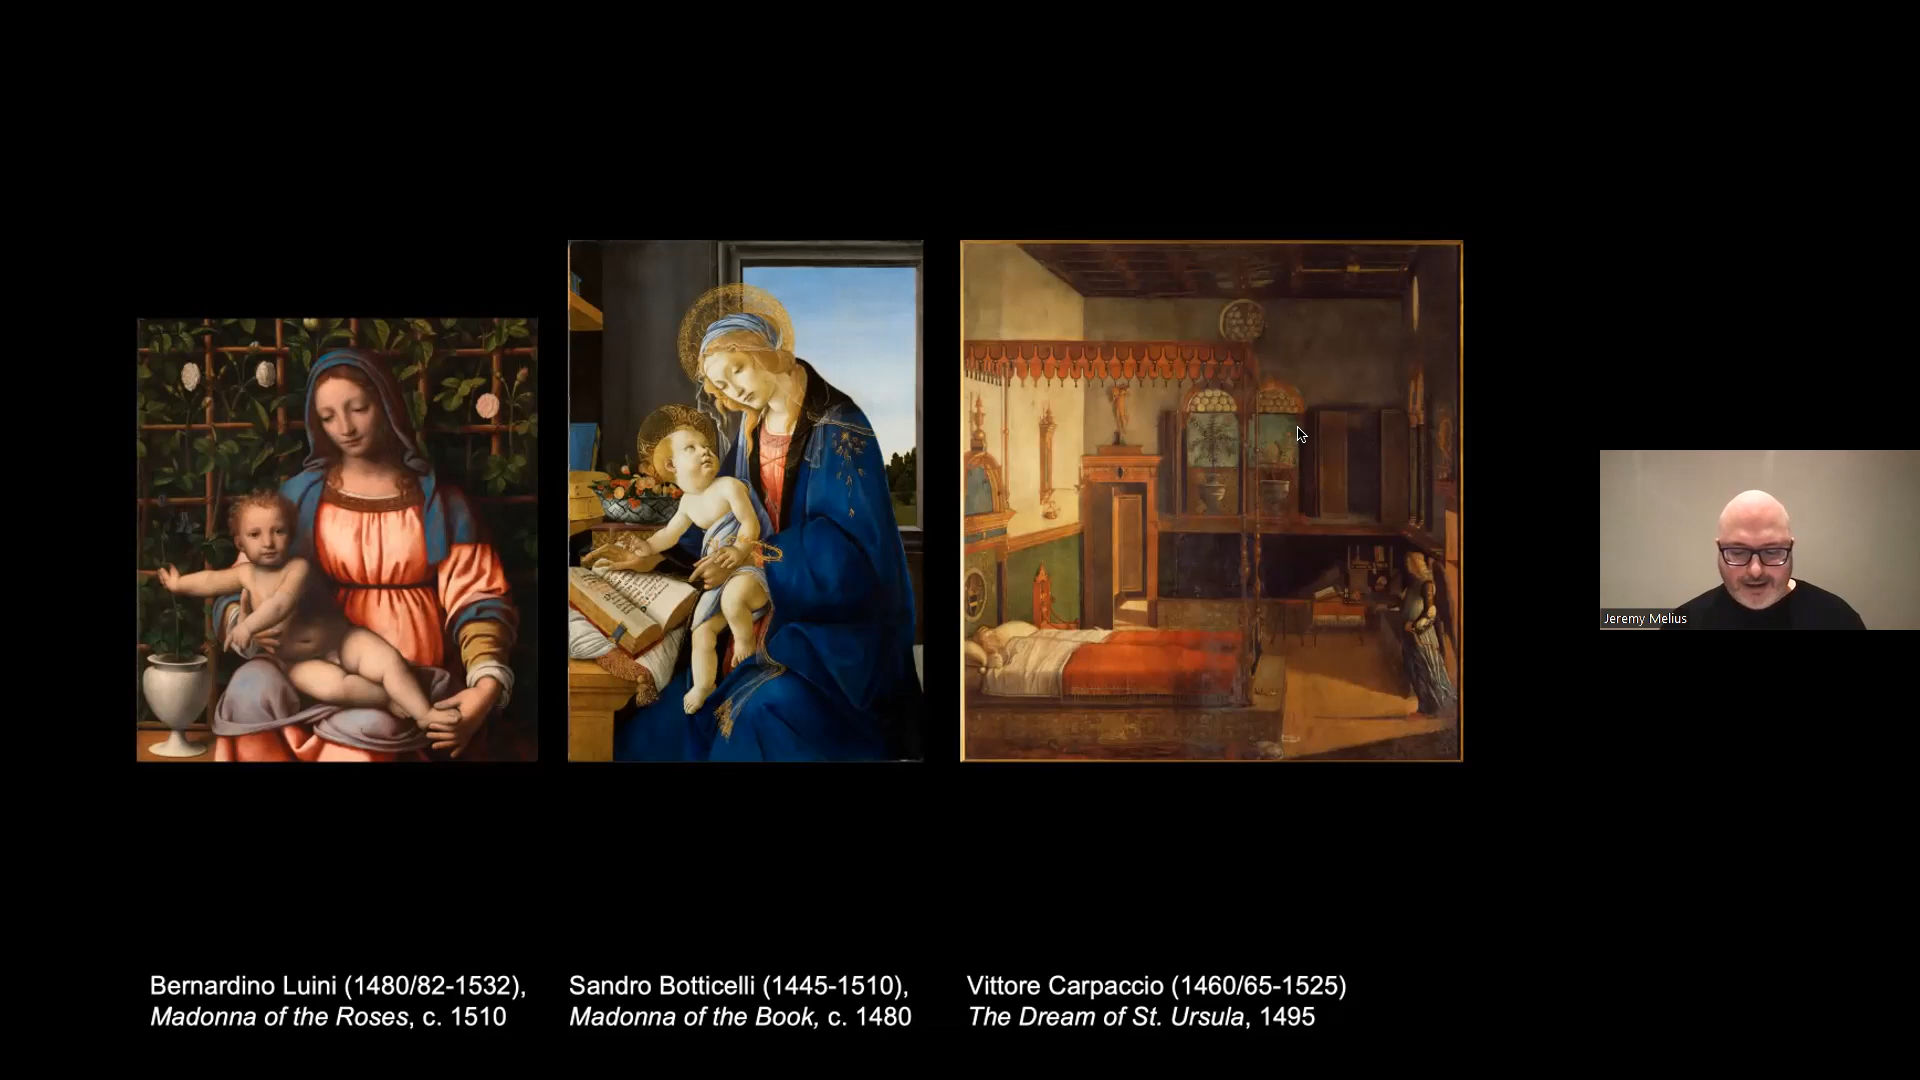 Jeremy Melius
Bernardino Luini (1480/82-1532),
Madonna of the Roses, c. 1510
Sandro Botticelli (1445-1510),
Madonna of the Book, c. 1480
Vittore Carpaccio (1460/65-1525)
The Dream of St. Ursula, 1495